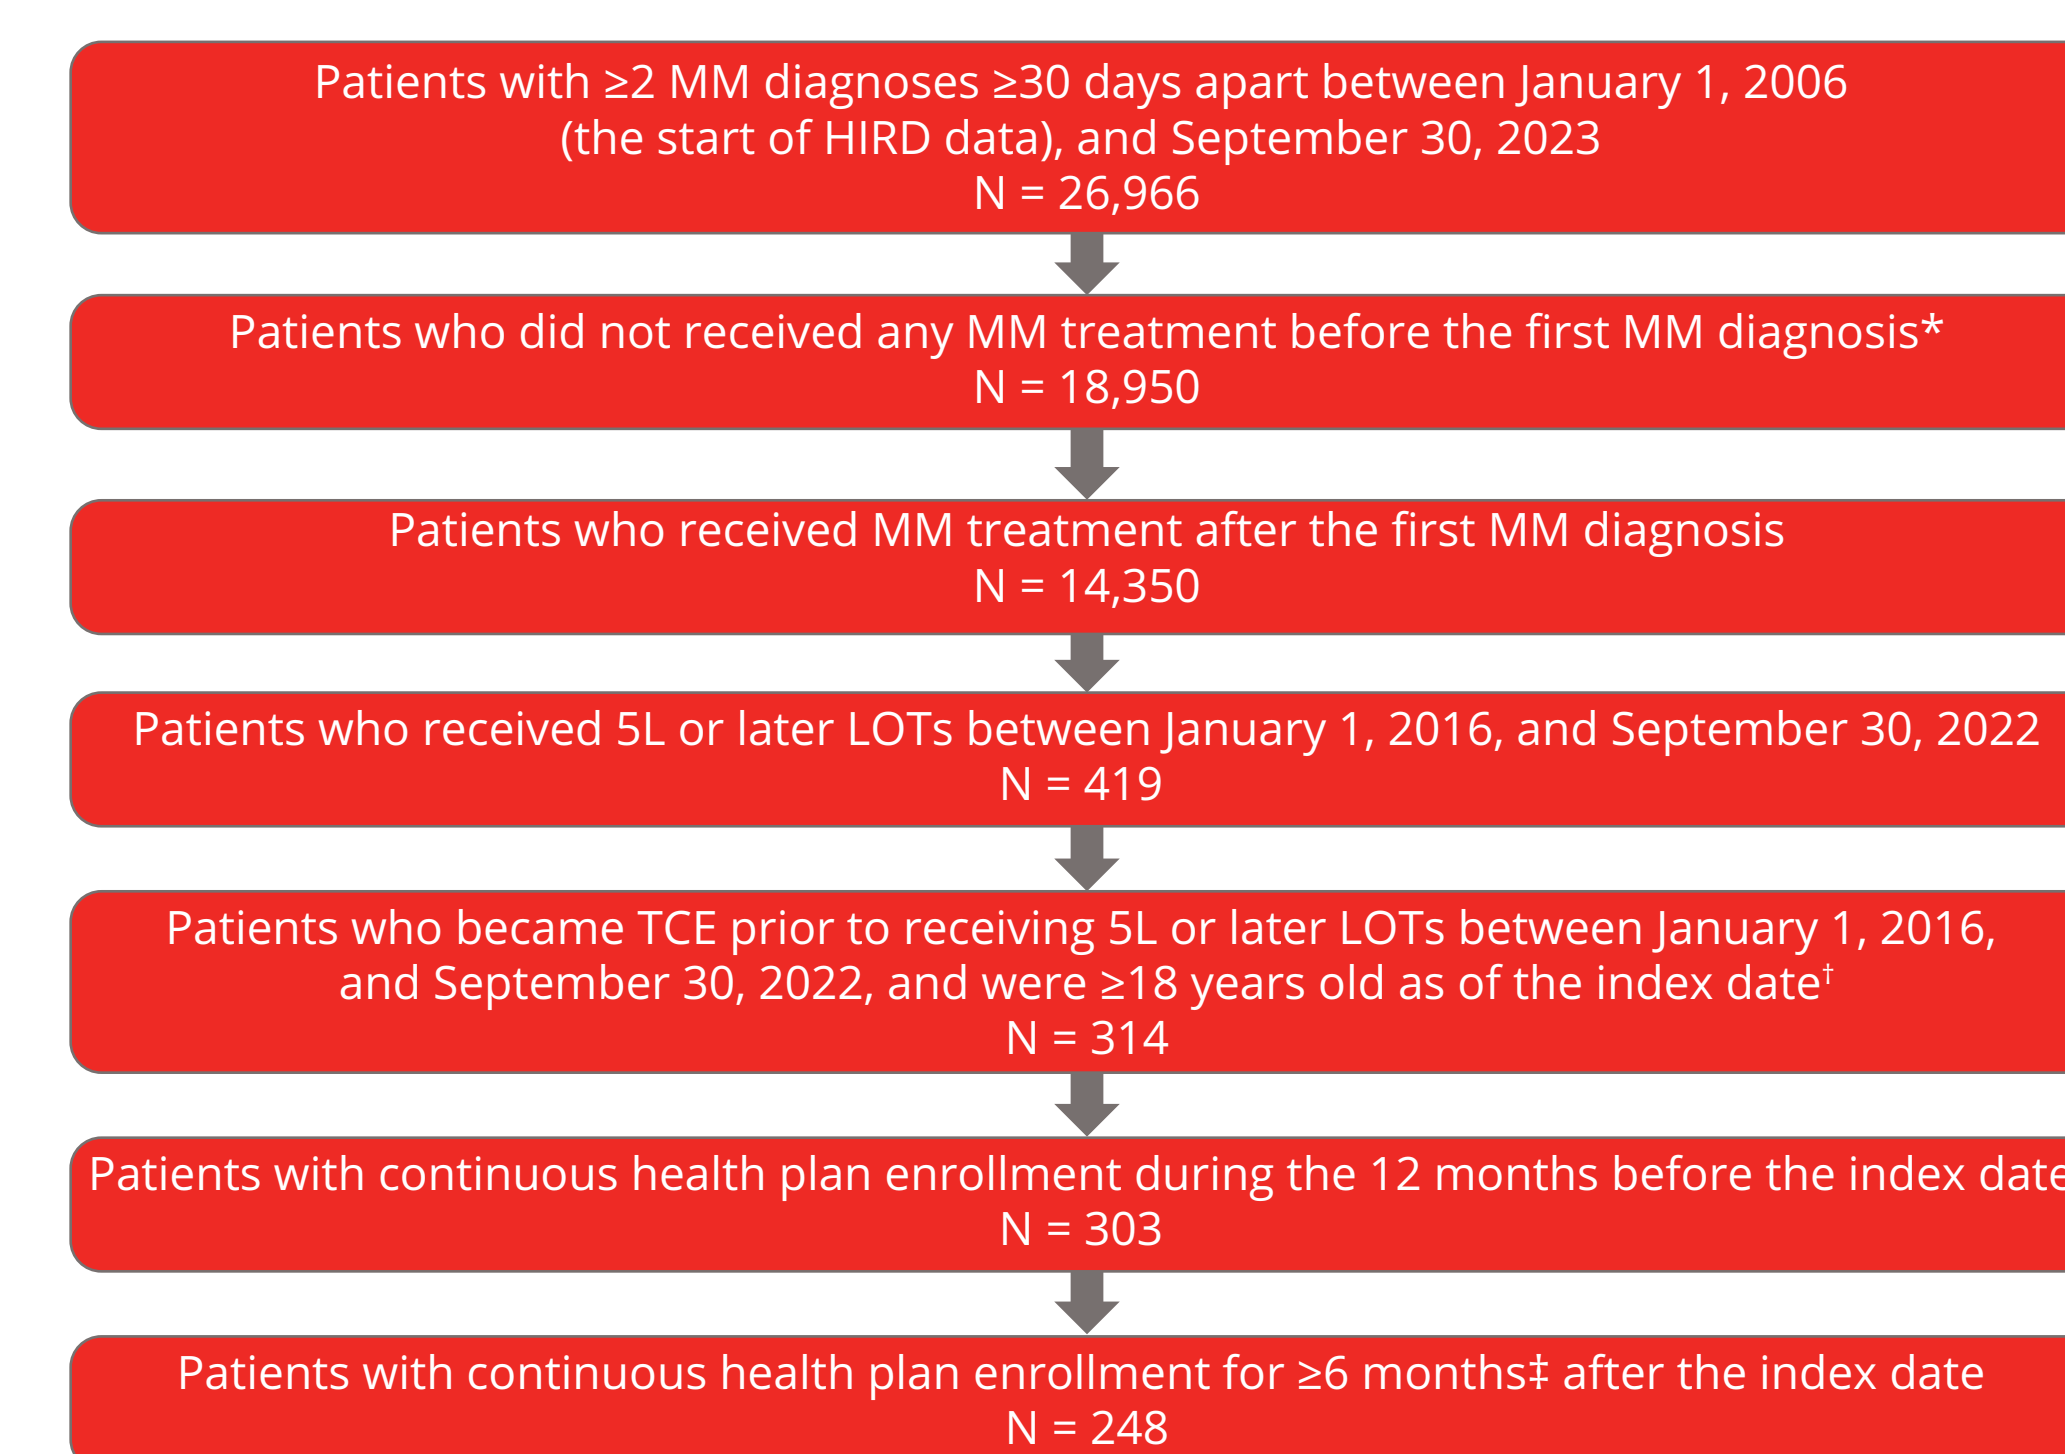 Patients with ≥2 MM diagnoses ≥30 days apart between January 1, 2006
(the start of HIRD data), and September 30, 2023
N = 26,966
Patients who did not received any MM treatment before the first MM diagnosis*
N = 18,950
Patients who received MM treatment after the first MM diagnosis
N = 14,350
Patients who received 5L or later LOTs between January 1, 2016, and September 30, 2022
N = 419
Patients who became TCE prior to receiving 5L or later LOTs between January 1, 2016,
and September 30, 2022, and were ≥18 years old as of the index date†
N = 314
Patients with continuous health plan enrollment during the 12 months before the index date
N = 303
Patients with continuous health plan enrollment for ≥6 months‡ after the index date
N = 248